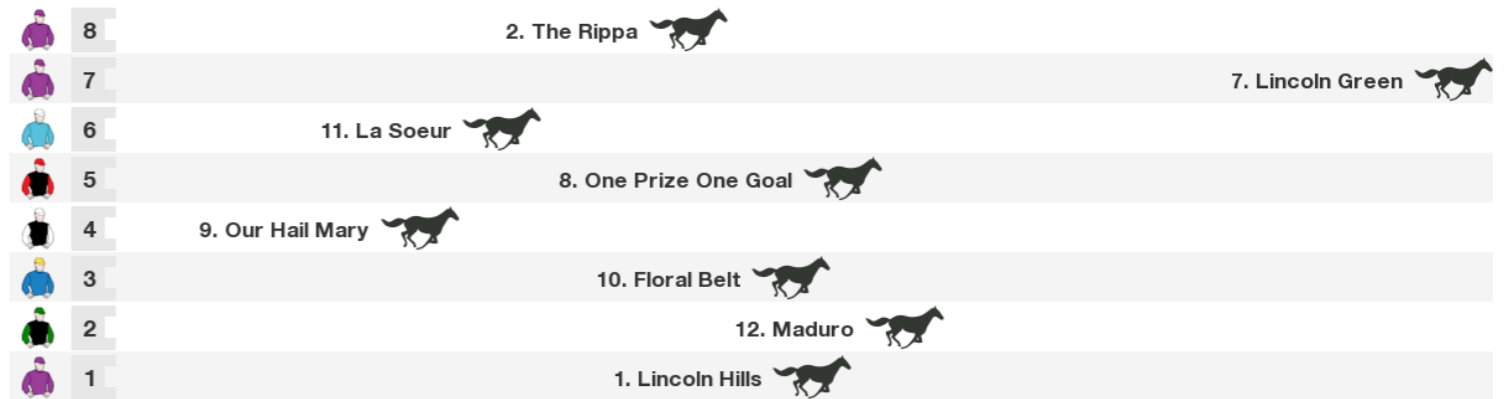 8 2. The Rippa
7 7. Lincoln Green
6 11. La Soeur
5 8. One Prize One Goal
4 9. Our Hail Mary
3 10. Floral Belt
2 12. Maduro
1 1. Lincoln Hills